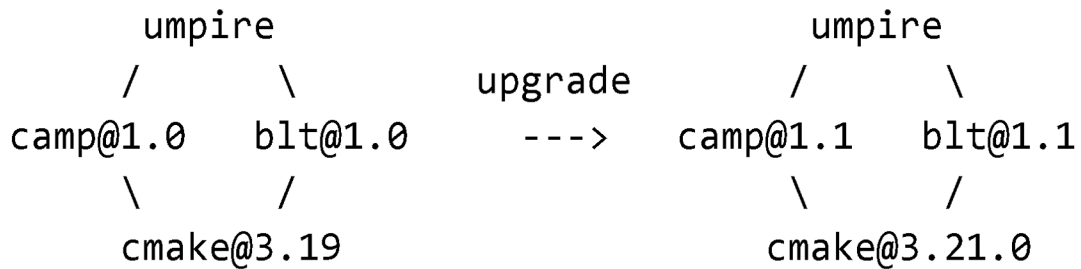 umpire umpire
/ \ upgrade / \
camp@1.0 blt@1.0 ---> camp@1.1 blt@1.1
\ / \ /
cmake@3.19 cmake@3.21.0